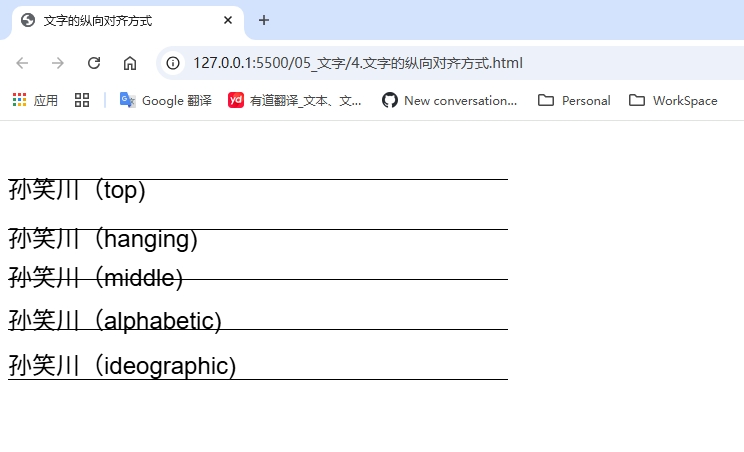 文字的纵向对齐方式
127.0.0.1:5500/05_文字/4.文字的纵向对齐方式.html
应用 Google 翻译 yd 有道翻译_文本、文... New conversation... Personal WorkSpace
孙笑川（top)
孙笑川（hanging)
孙笑川（middle)
孙笑川（alphabetic)
孙笑川（ideographic)